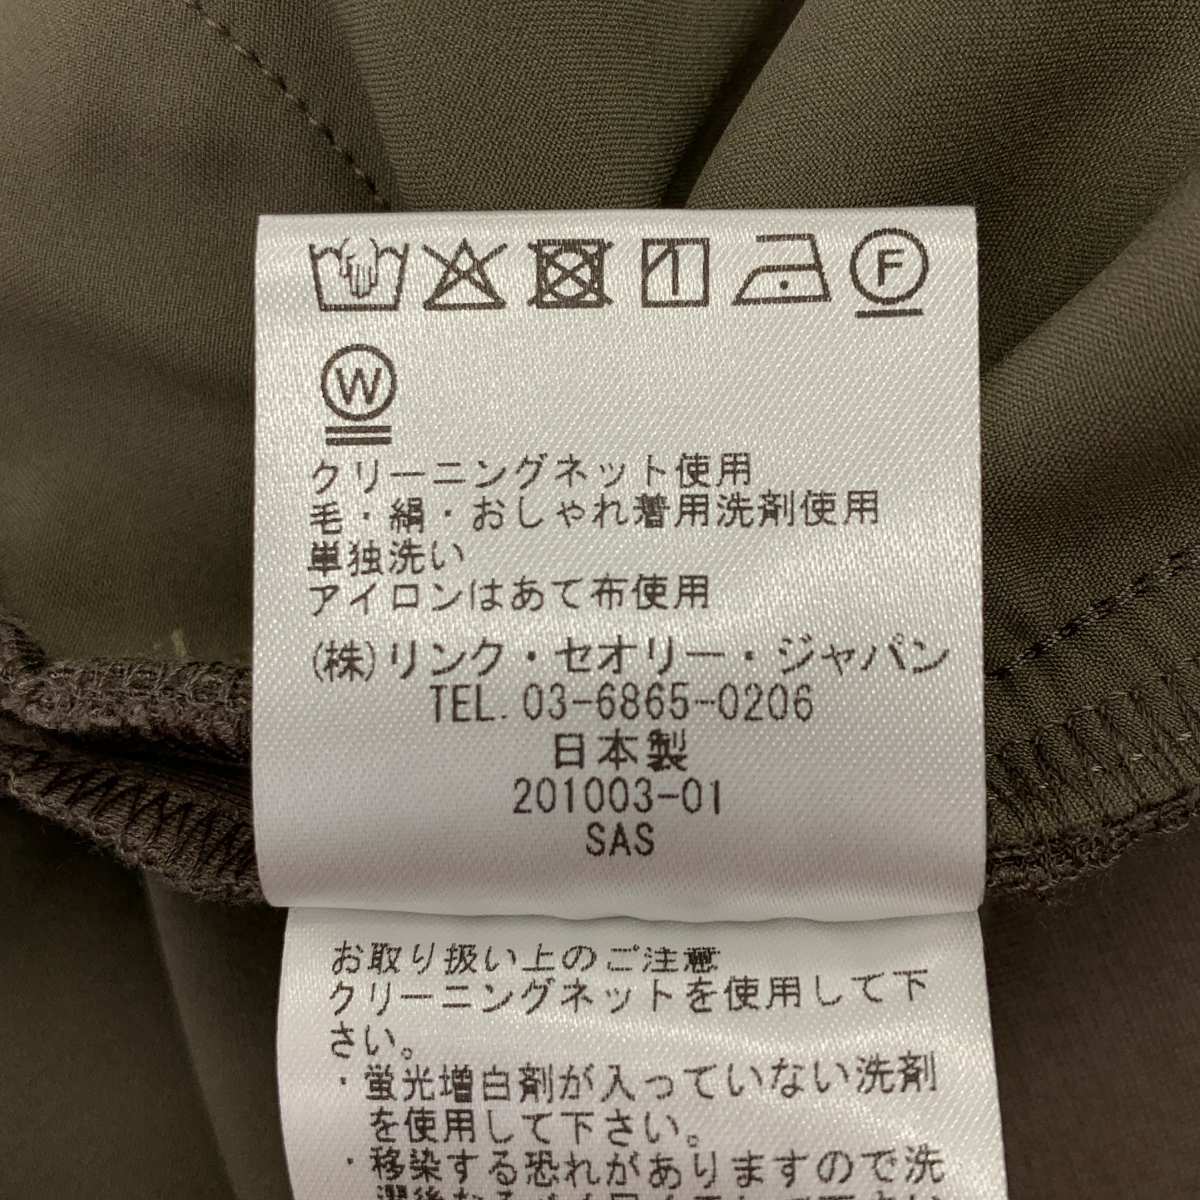 F
W
クリーニングネット使用
毛・絹・おしゃれ着用洗剤使用
単独洗い
アイロンはあて布使用
(株)リンク・セオリー・ジャパン
TEL. 03-6865-0206
日本製
201003-01
SAS
お取り扱い上のご注意
クリーニングネットを使用して下
さい。
・蛍光増白剤が入っていない洗剤
を使用して下さい。
・移染する恐れがありますので洗